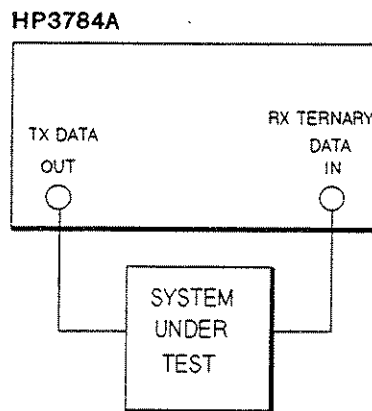 HP3784A
TX DATA
OUT
RX TERNARY
DATA
IN
SYSTEM
UNDER
TEST